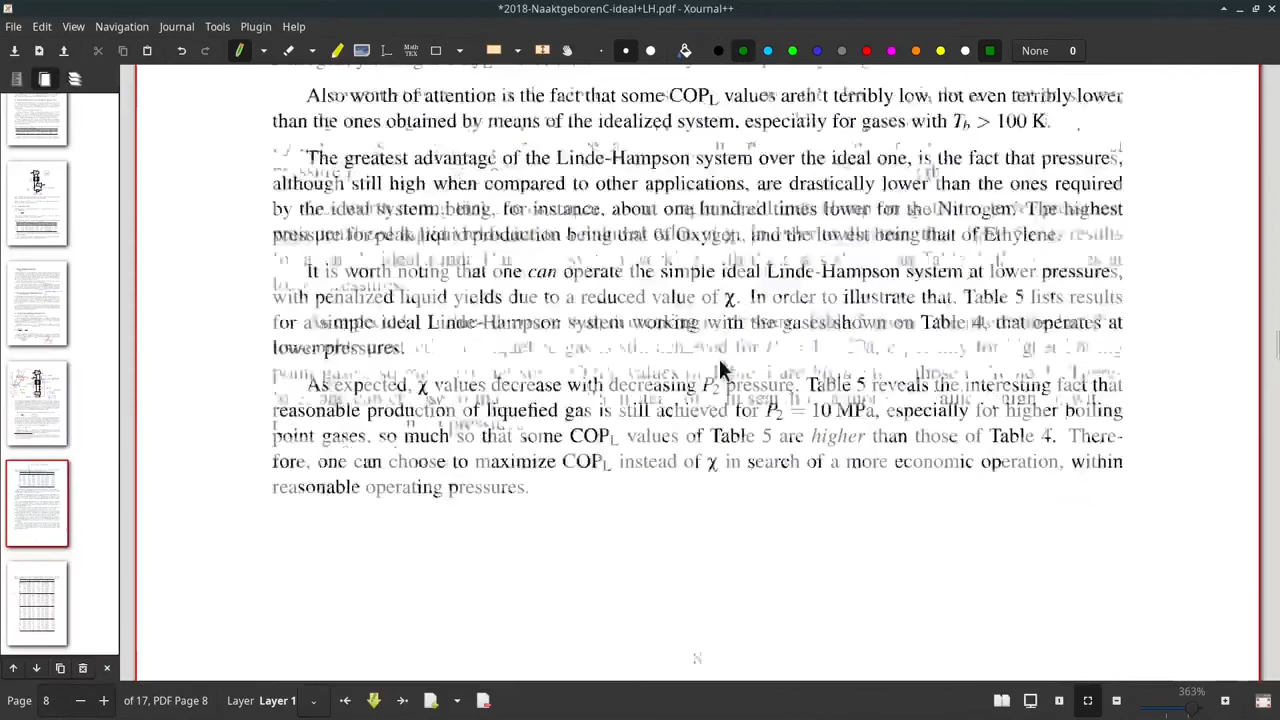 *2018-NaaktgeborenC-ideal+LH.pdf - Xournal++
File Edit View Navigation Journal Tools Plugin Help
Math TEX None 0
Also worth of attention is the fact that some COPL values aren't terribly low, not even terribly lower
than the ones obtained by means of the idealized system, especially for gases with Tb > 100 K.
The greatest advantage of the Linde-Hampson system over the ideal one, is the fact that pressures,
although still high when compared to other applications, are drastically lower than the ones required
by the ideal system, being, for instance, about one hundred times lower for the Nitrogen. The highest
pressure for peak liquid production being that of Oxygen, and the lowest being that of Ethylene.
It is worth noting that one can operate the simple ideal Linde-Hampson system at lower pressures,
with penalized liquid yields due to a reduced value of χ. In order to illustrate that, Table 5 lists results
for a simple ideal Linde-Hampson system working with the gases shown on Table 4, that operates at
lower pressures.
As expected, χ values decrease with decreasing P2 pressure. Table 5 reveals the interesting fact that
reasonable production of liquefied gas is still achieved for P2 = 10 MPa, especially for higher boiling
point gases, so much so that some COPL values of Table 5 are higher than those of Table 4. There-
fore, one can choose to maximize COPL instead of χ in search of a more economic operation, within
reasonable operating pressures.
363%
Page 8 of 17, PDF Page 8 Layer Layer 1